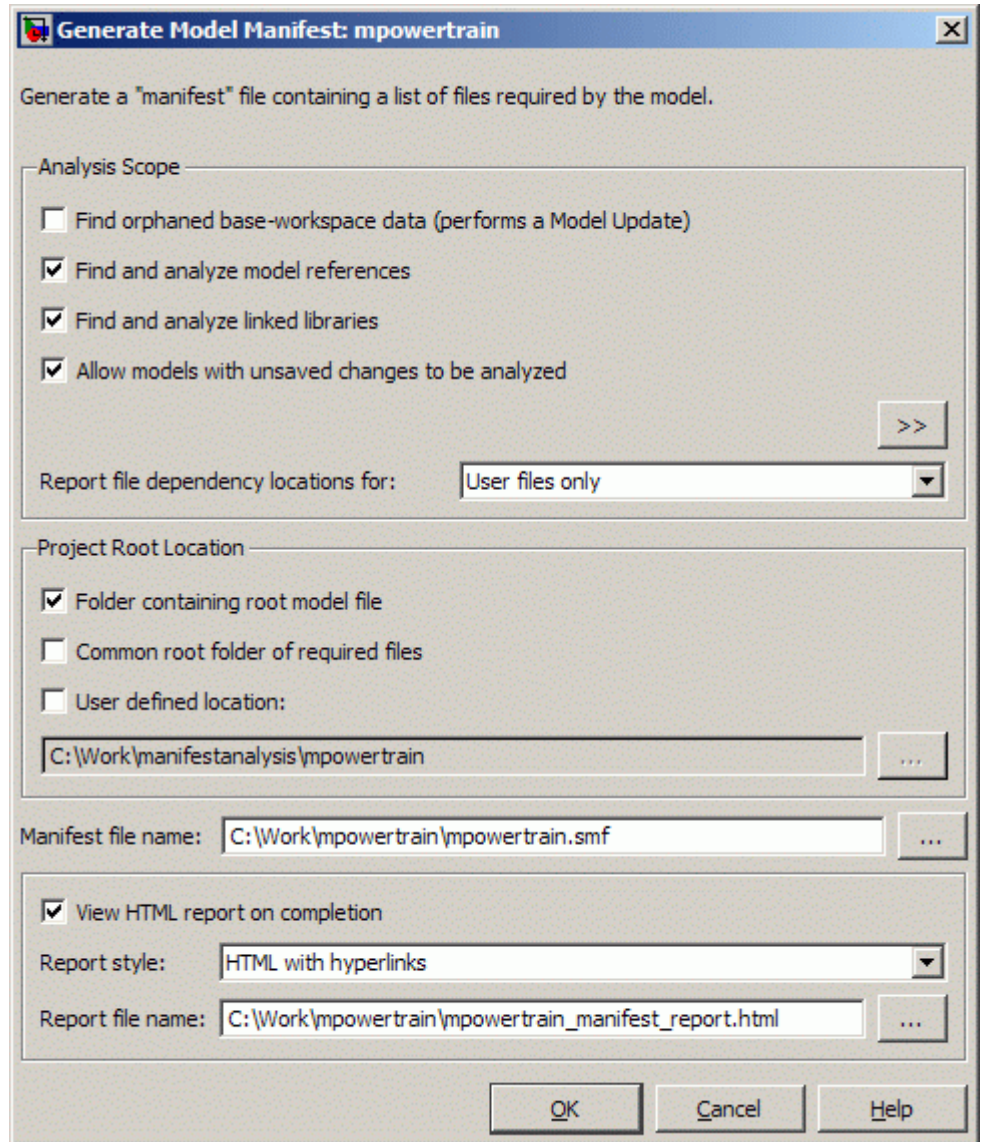 Generate Model Manifest: mpowertrain
Generate a "manifest" file containing a list of files required by the model.
Analysis Scope
Find orphaned base-workspace data (performs a Model Update)
Find and analyze model references
Find and analyze linked libraries
Allow models with unsaved changes to be analyzed
>>
Report file dependency locations for: User files only
Project Root Location
Folder containing root model file
Common root folder of required files
User defined location:
C:\Work\manifestanalysis\mpowertrain ...
Manifest file name: C:\Work\mpowertrain\mpowertrain.smf ...
View HTML report on completion
Report style: HTML with hyperlinks
Report file name: C:\Work\mpowertrain\mpowertrain_manifest_report.html ...
OK Cancel Help